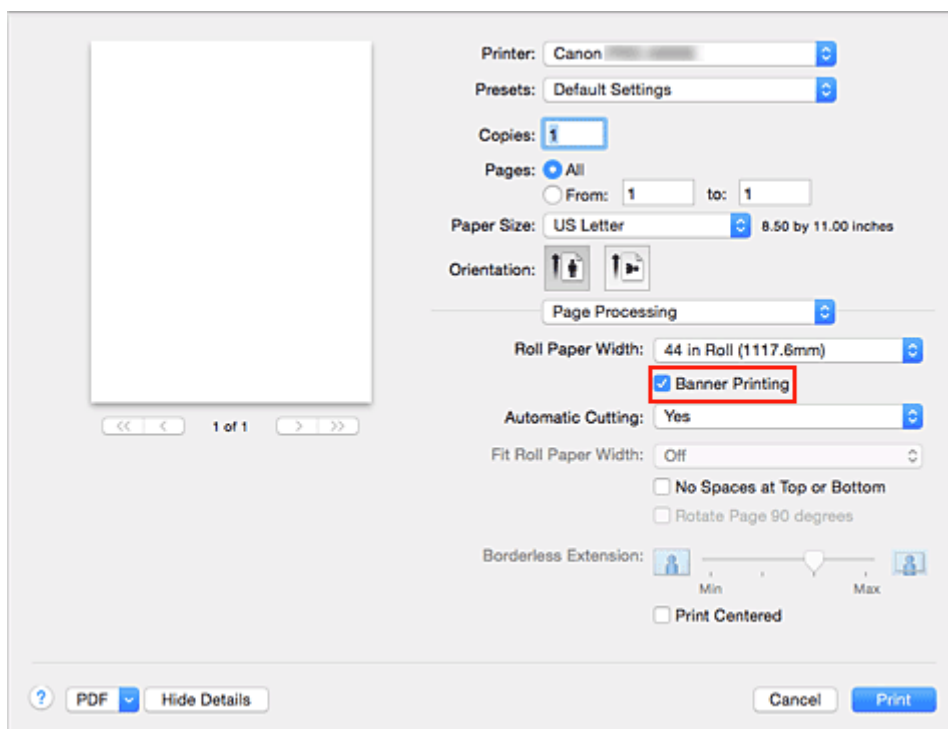 Printer: Canon
Presets: Default Settings
Copies: 1
Pages: All
From: 1 to: 1
Paper Size: US Letter 8.50 by 11.00 inches
Orientation:
Page Processing
Roll Paper Width: 44 in Roll (1117.6mm)
Banner Printing
1 of 1
Automatic Cutting: Yes
Fit Roll Paper Width: Off
No Spaces at Top or Bottom
Rotate Page 90 degrees
Borderless Extension:
Min Max
Print Centered
? PDF Hide Details Cancel Print